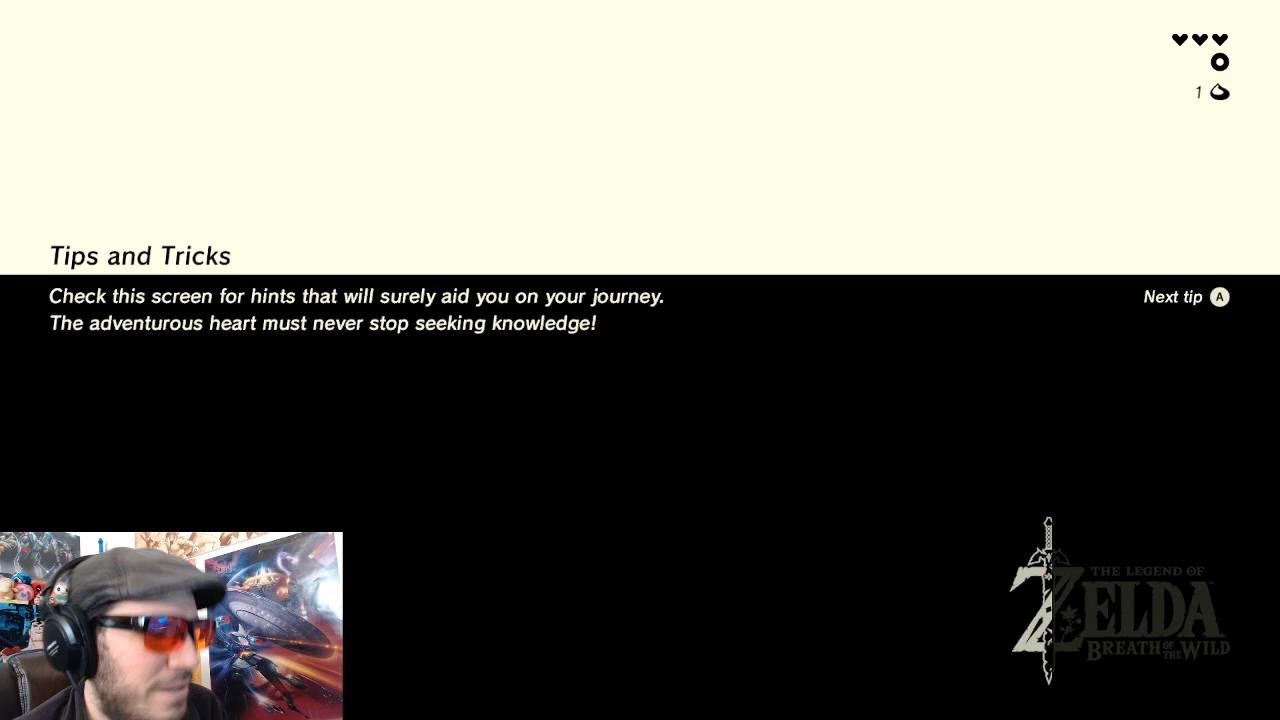 1
Tips and Tricks
Check this screen for hints that will surely aid you on your journey.
The adventurous heart must never stop seeking knowledge!
Next tip A
THE LEGEND OF
ZELDA
BREATH OF THE WILD